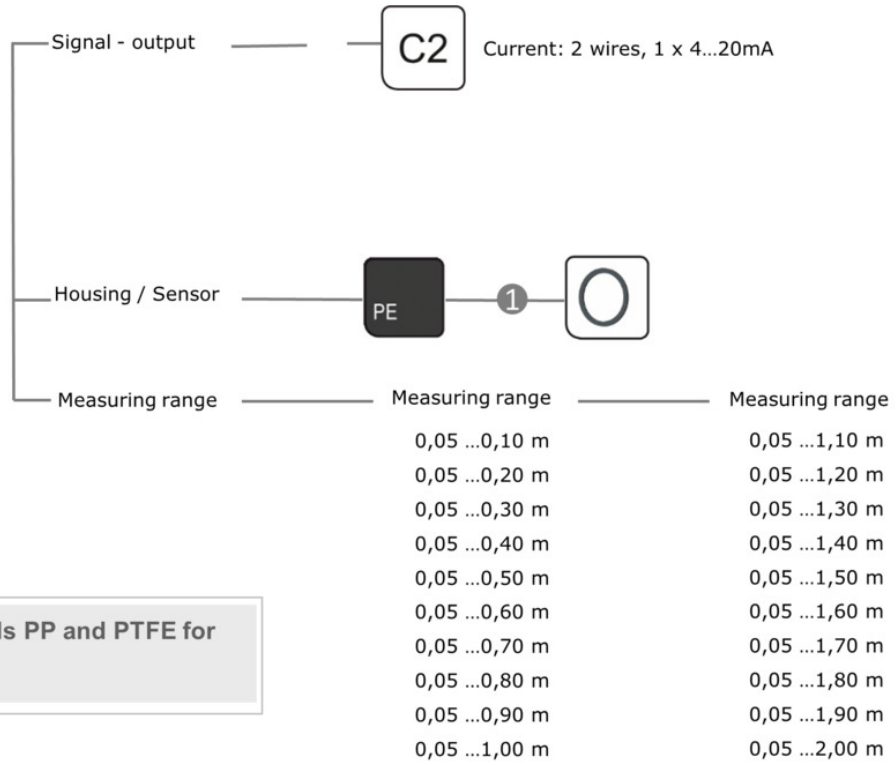 Signal - output
C2
Current: 2 wires, 1 x 4...20mA
Housing / Sensor
PE
1
Measuring range
Measuring range
Measuring range
0,05 ...0,10 m
0,05 ...1,10 m
0,05 ...0,20 m
0,05 ...1,20 m
0,05 ...0,30 m
0,05 ...1,30 m
0,05 ...0,40 m
0,05 ...1,40 m
0,05 ...0,50 m
0,05 ...1,50 m
0,05 ...0,60 m
0,05 ...1,60 m
0,05 ...0,70 m
0,05 ...1,70 m
0,05 ...0,80 m
0,05 ...1,80 m
0,05 ...0,90 m
0,05 ...1,90 m
0,05 ...1,00 m
0,05 ...2,00 m
PP and PTFE for